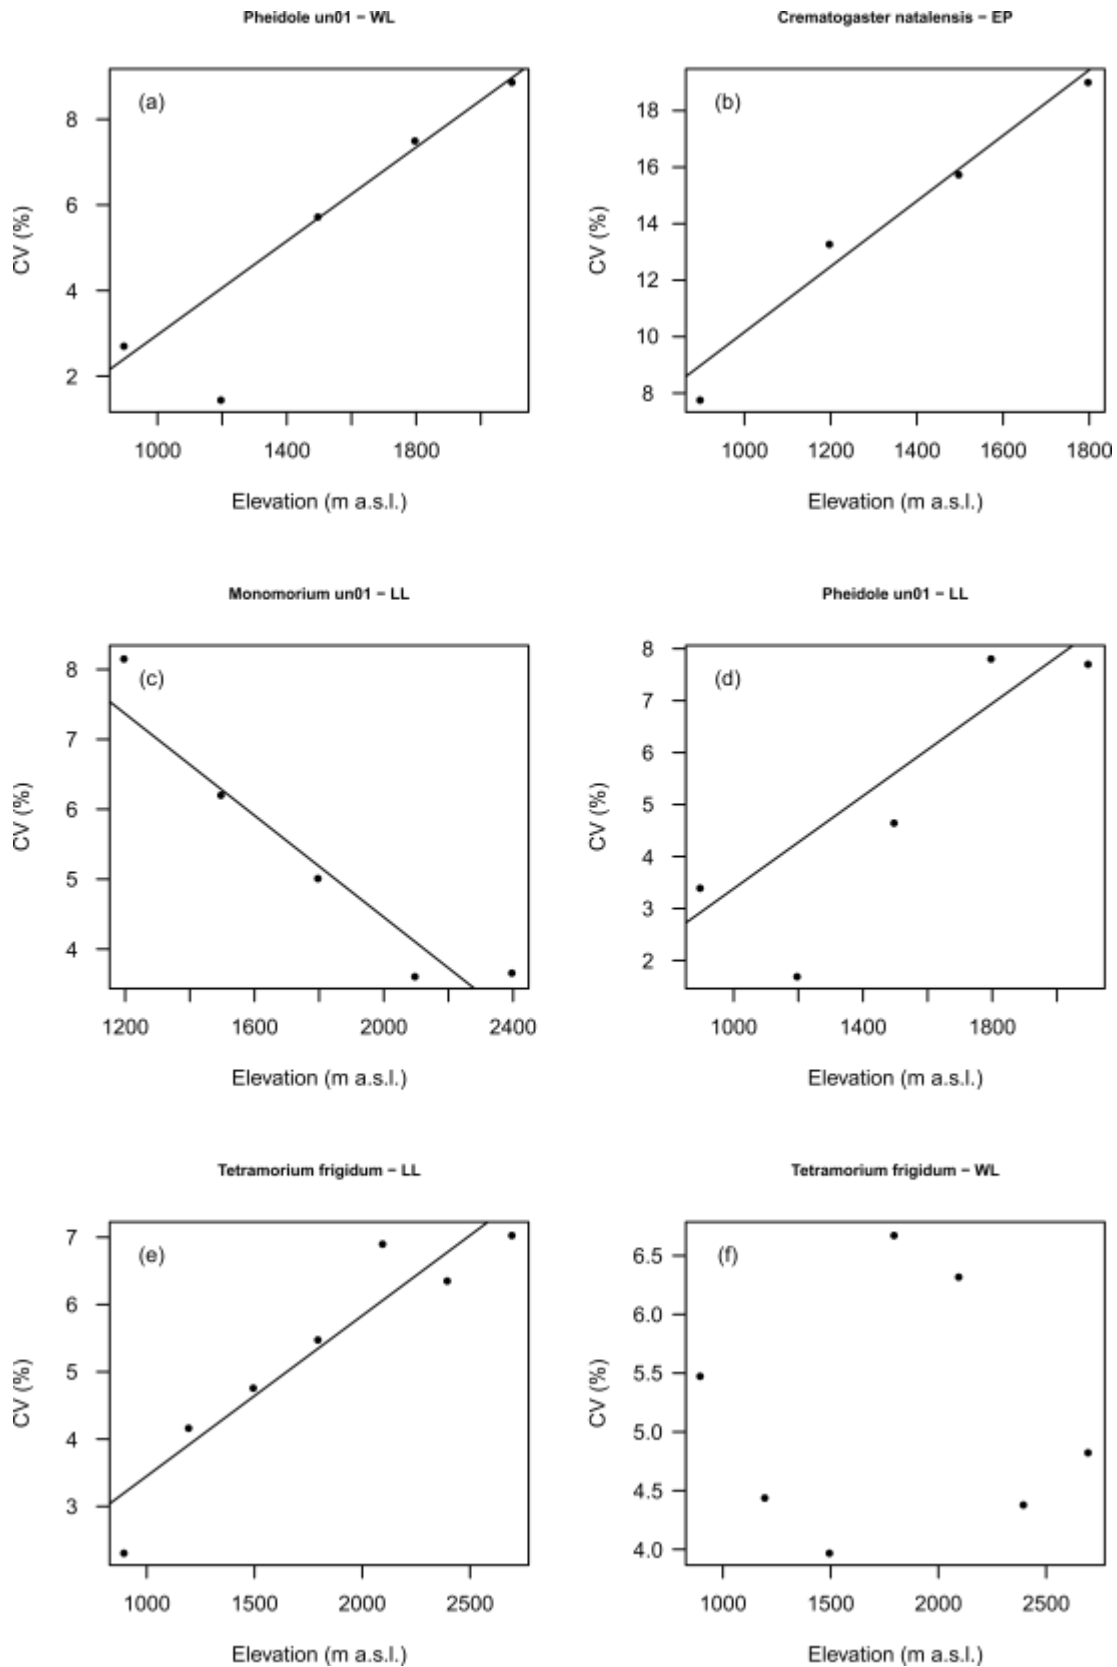 Pheidole un01 − WL
(a)
CV (%)
8
6
4
2
1000 1400 1800
Elevation (m a.s.l.)
Crematogaster natalensis − EP
(b)
CV (%)
18
16
14
12
10
8
1000 1200 1400 1600 1800
Elevation (m a.s.l.)
Monomorium un01 − LL
(c)
CV (%)
8
7
6
5
4
1200 1600 2000 2400
Elevation (m a.s.l.)
Pheidole un01 − LL
(d)
CV (%)
8
7
6
5
4
3
2
1000 1400 1800
Elevation (m a.s.l.)
Tetramorium frigidum − LL
(e)
CV (%)
7
6
5
4
3
1000 1500 2000 2500
Elevation (m a.s.l.)
Tetramorium frigidum − WL
(f)
CV (%)
6.5
6.0
5.5
5.0
4.5
4.0
1000 1500 2000 2500
Elevation (m a.s.l.)